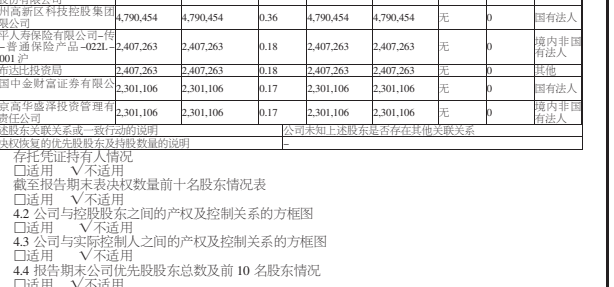 州高新区科技控股集团 4,790,454 4,790,454 0.36 4,790,454 4,790,454 无 0 国有法人
限公司
平人寿保险有限公司-传
-普通保险产品-022L- 2,407,263 2,407,263 0.18 2,407,263 2,407,263 无 0 境内非国
001 沪 有法人
布达比投资局 2,407,263 2,407,263 0.18 2,407,263 2,407,263 无 0 其他
国中金财富证券有限公 2,301,106 2,301,106 0.17 2,301,106 2,301,106 无 0 国有法人
京高华盛泽投资管理有 2,301,106 2,301,106 0.17 2,301,106 2,301,106 无 0 境内非国
责任公司 有法人
述股东关联关系或一致行动的说明 公司未知上述股东是否存在其他关联关系
决权恢复的优先股股东及持股数量的说明 –
存托凭证持有人情况
□适用 √不适用
截至报告期末表决权数量前十名股东情况表
□适用 √不适用
4.2 公司与控股股东之间的产权及控制关系的方框图
□适用 √不适用
4.3 公司与实际控制人之间的产权及控制关系的方框图
□适用 √不适用
4.4 报告期末公司优先股股东总数及前 10 名股东情况
□适用 √不适用